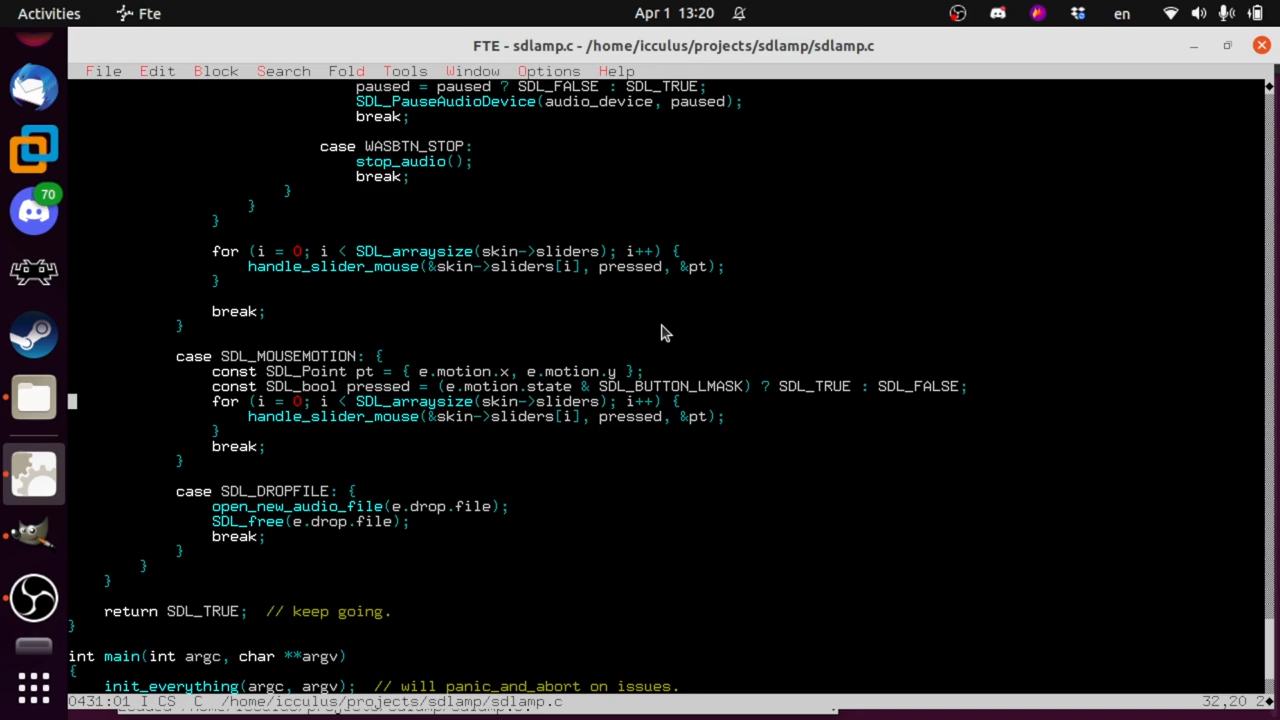 Activities
Fte
Apr 1 13:20
en
FTE - sdlamp.c - /home/icculus/projects/sdlamp/sdlamp.c
File Edit Block Search Fold Tools Window Options Help
paused = paused ? SDL_FALSE : SDL_TRUE;
SDL_PauseAudioDevice(audio_device, paused);
break;
case WASBTN_STOP:
stop_audio();
break;
}
}
}
for (i = 0; i < SDL_arraysize(skin->sliders); i++) {
handle_slider_mouse(&skin->sliders[i], pressed, &pt);
}
break;
}
case SDL_MOUSEMOTION: {
const SDL_Point pt = { e.motion.x, e.motion.y };
const SDL_bool pressed = (e.motion.state & SDL_BUTTON_LMASK) ? SDL_TRUE : SDL_FALSE;
for (i = 0; i < SDL_arraysize(skin->sliders); i++) {
handle_slider_mouse(&skin->sliders[i], pressed, &pt);
}
break;
}
case SDL_DROPFILE: {
open_new_audio_file(e.drop.file);
SDL_free(e.drop.file);
break;
}
}
}
return SDL_TRUE;  // keep going.
}
int main(int argc, char **argv)
{
init_everything(argc, argv);  // will panic_and_abort on issues.
0431:01 I CS  C  /home/icculus/projects/sdlamp/sdlamp.c
32,20 2
70